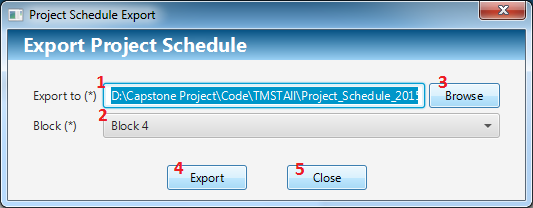 Project Schedule Export
Export Project Schedule
1
Export to (*) D:\Capstone Project\Code\TMSTAll\Project_Schedule_2015
3
Browse
2
Block (*) Block 4
4
Export
5
Close